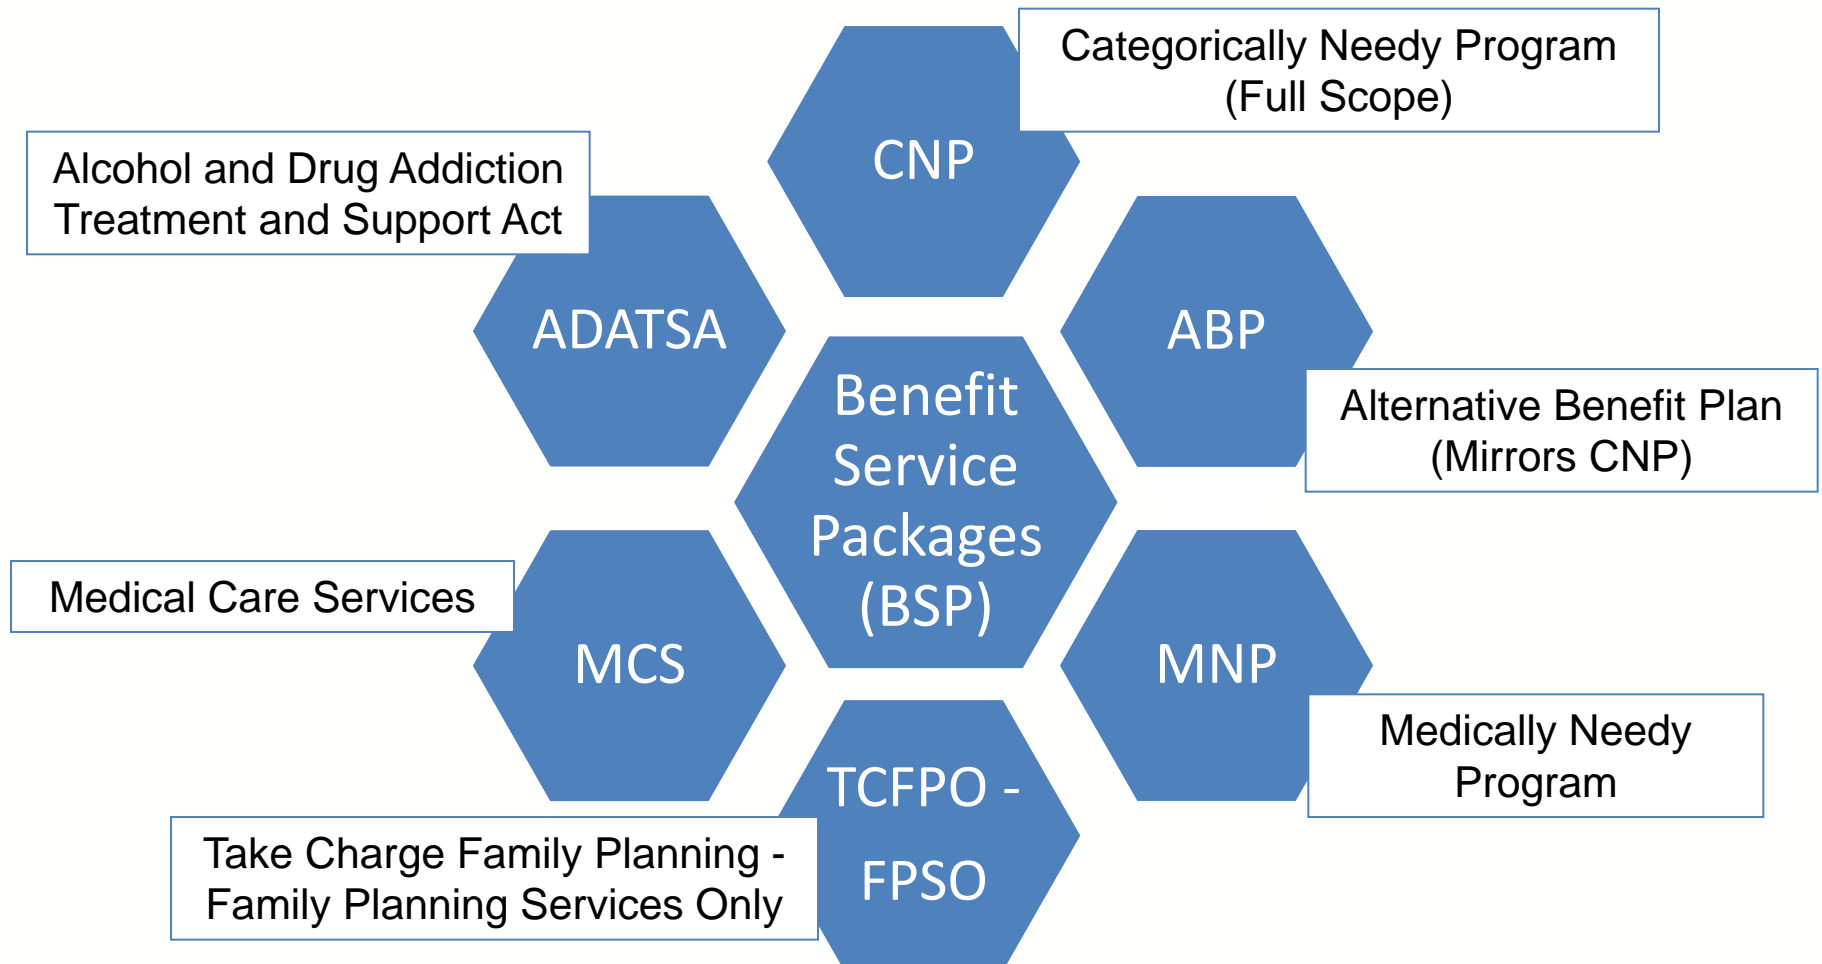 Categorically Needy Program
(Full Scope)
CNP
Alcohol and Drug Addiction
Treatment and Support Act
ADATSA
ABP
Alternative Benefit Plan
(Mirrors CNP)
Benefit
Service
Packages
(BSP)
Medical Care Services
MCS
MNP
Medically Needy
Program
TCFPO -
FPSO
Take Charge Family Planning -
Family Planning Services Only